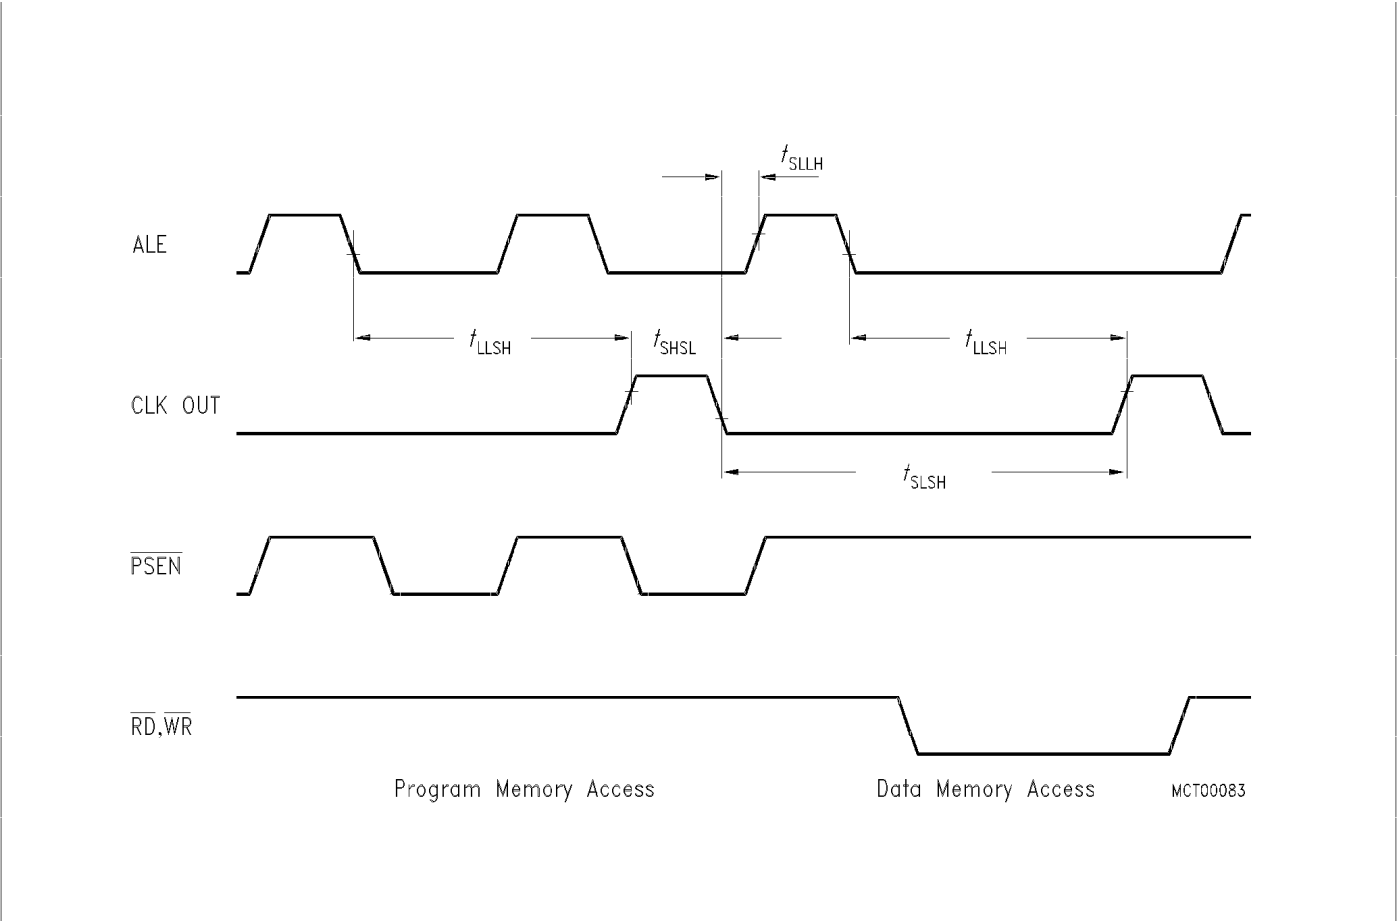 tSLLH
ALE
tLLSH tSHSL tLLSH
CLK OUT
tSLSH
PSEN
RD,WR
Program Memory Access Data Memory Access MCT00083